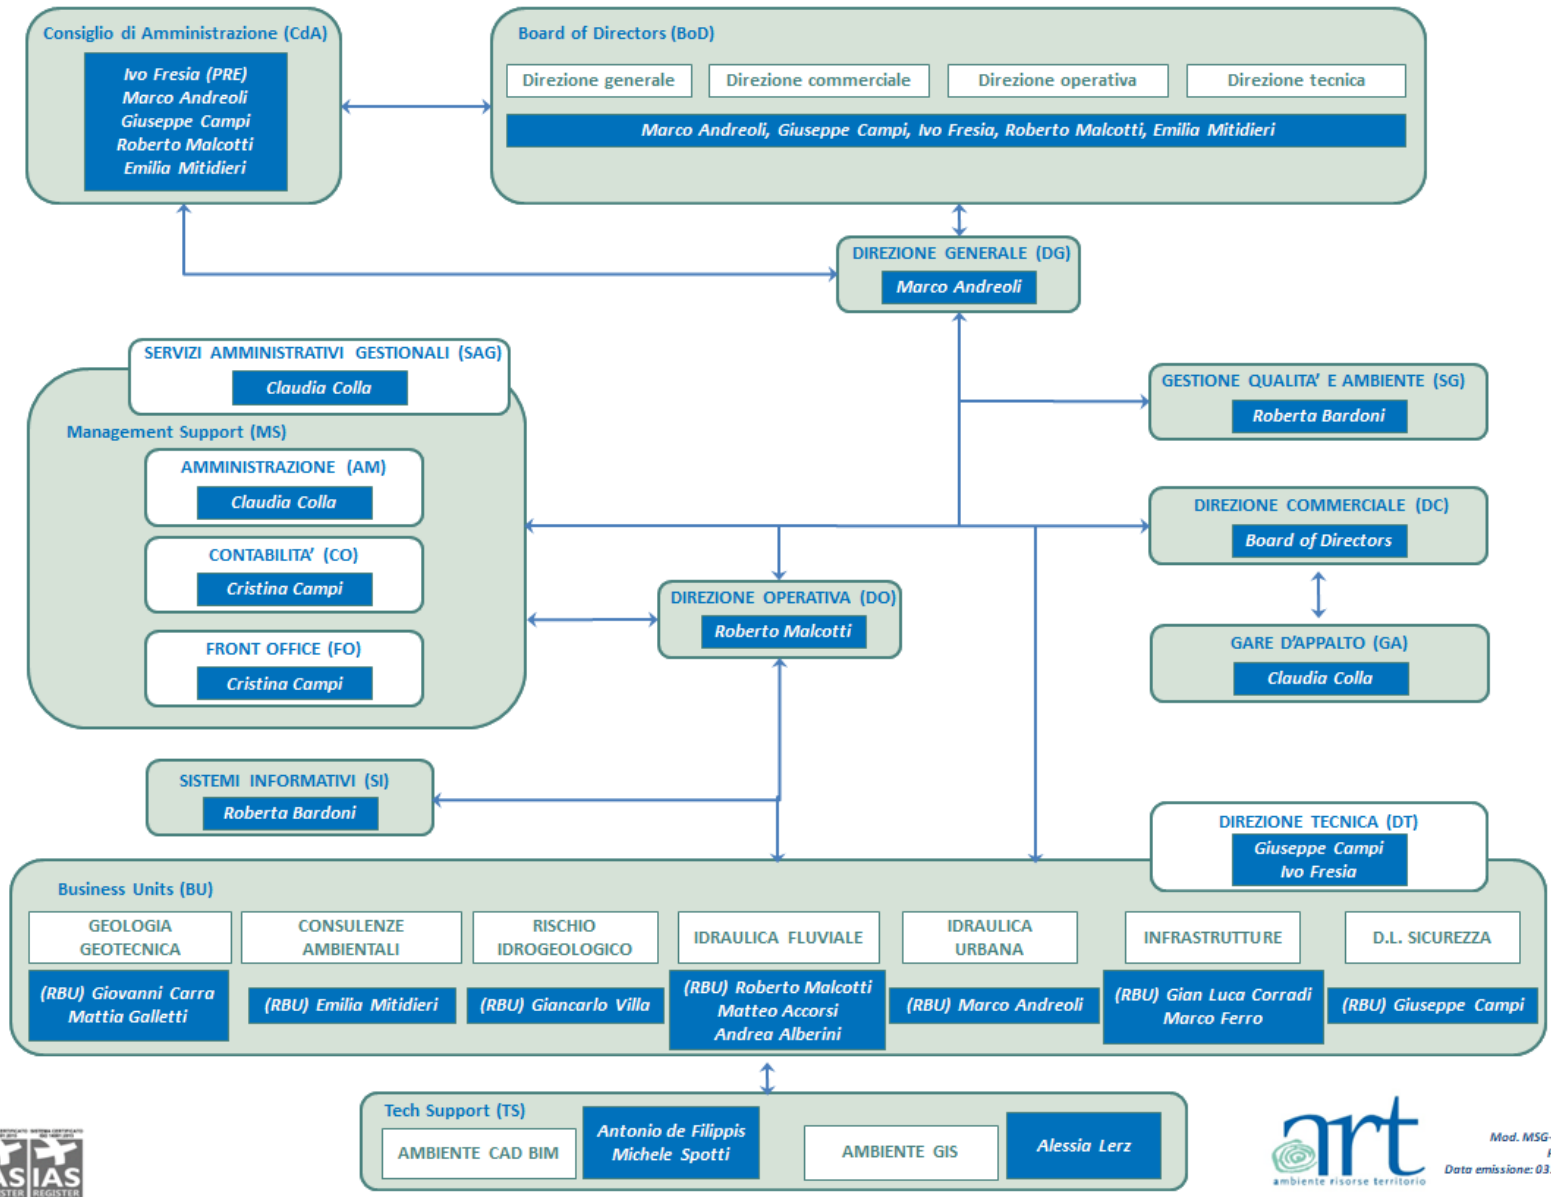 Consiglio di Amministrazione (CdA)
Ivo Fresia (PRE)
Marco Andreoli
Giuseppe Campi
Roberto Malcotti
Emilia Mitidieri
Board of Directors (BoD)
Direzione generale
Direzione commerciale
Direzione operativa
Direzione tecnica
Marco Andreoli, Giuseppe Campi, Ivo Fresia, Roberto Malcotti, Emilia Mitidieri
DIREZIONE GENERALE (DG)
Marco Andreoli
SERVIZI AMMINISTRATIVI GESTIONALI (SAG)
Claudia Colla
Management Support (MS)
AMMINISTRAZIONE (AM)
Claudia Colla
CONTABILITA' (CO)
Cristina Campi
FRONT OFFICE (FO)
Cristina Campi
GESTIONE QUALITA' E AMBIENTE (SG)
Roberta Bardoni
DIREZIONE COMMERCIALE (DC)
Board of Directors
DIREZIONE OPERATIVA (DO)
Roberto Malcotti
GARE D'APPALTO (GA)
Claudia Colla
SISTEMI INFORMATIVI (SI)
Roberta Bardoni
DIREZIONE TECNICA (DT)
Giuseppe Campi
Ivo Fresia
Business Units (BU)
GEOLOGIA
GEOTECNICA
(RBU) Giovanni Carra
Mattia Galletti
CONSULENZE
AMBIENTALI
(RBU) Emilia Mitidieri
RISCHIO
IDROGEOLOGICO
(RBU) Giancarlo Villa
IDRAULICA FLUVIALE
(RBU) Roberto Malcotti
Matteo Accorsi
Andrea Alberini
IDRAULICA
URBANA
(RBU) Marco Andreoli
INFRASTRUTTURE
(RBU) Gian Luca Corradi
Marco Ferro
D.L. SICUREZZA
(RBU) Giuseppe Campi
Tech Support (TS)
AMBIENTE CAD BIM
Antonio de Filippis
Michele Spotti
AMBIENTE GIS
Alessia Lerz
IAS
REGISTER
art
ambiente risorse territorio
Mod. MSG-
Data emissione: 03